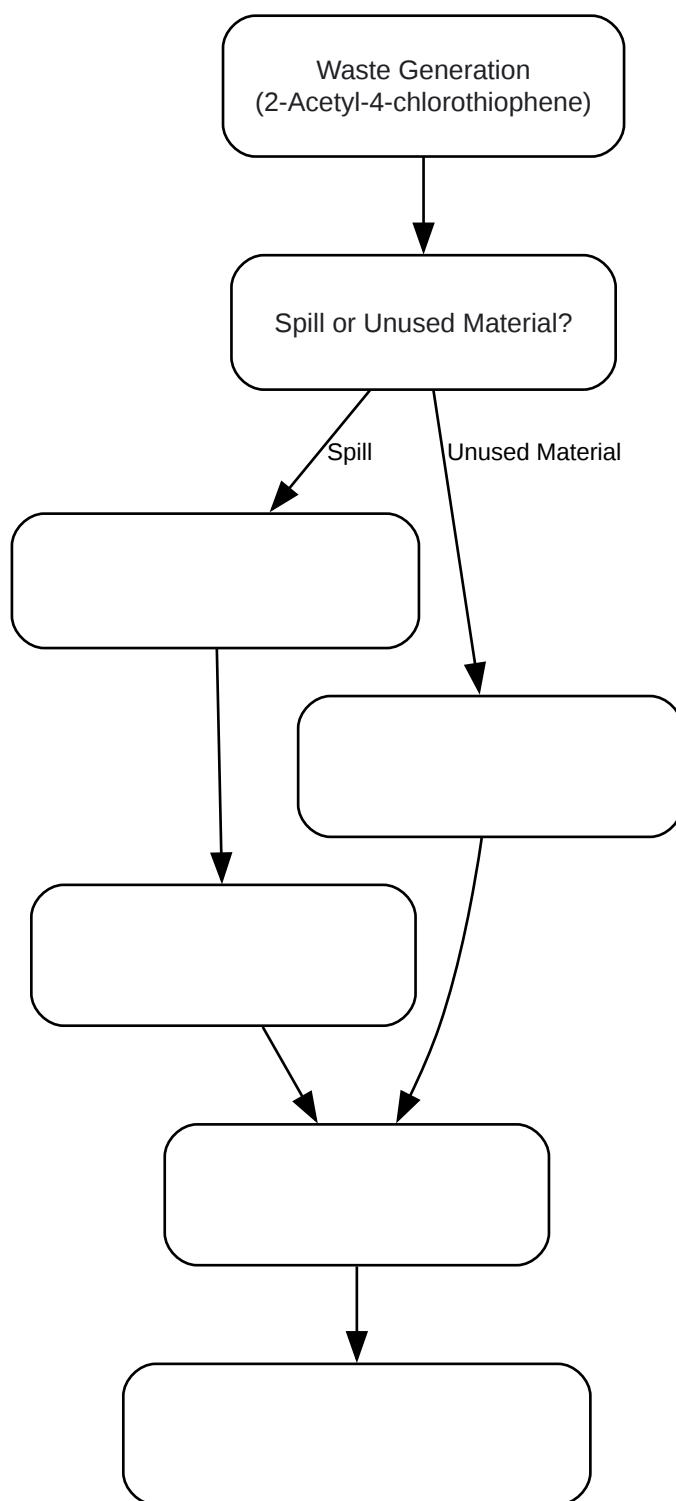 Waste Generation
(2-Acetyl-4-chlorothiophene)
Spill or Unused Material?
Spill
Unused Material